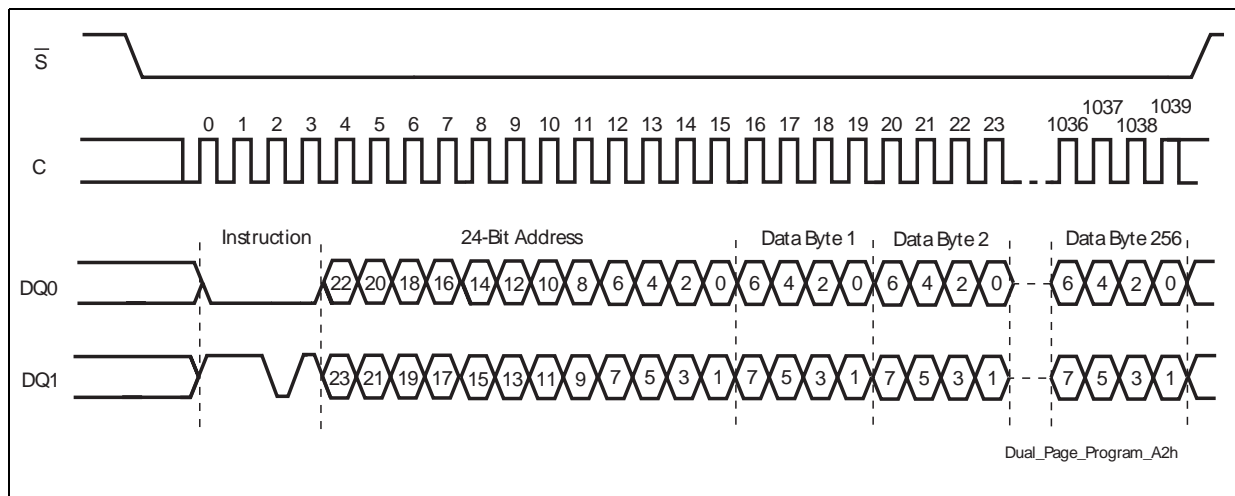 S
1037 1039
0 1 2 3 4 5 6 7 8 9 10 11 12 13 14 15 16 17 18 19 20 21 22 23 1036 1038
C
Instruction 24-Bit Address Data Byte 1 Data Byte 2 Data Byte 256
DQ0 22 20 18 16 14 12 10 8 6 4 2 0 6 4 2 0 6 4 2 0 6 4 2 0
DQ1 23 21 19 17 15 13 11 9 7 5 3 1 7 5 3 1 7 5 3 1 7 5 3 1
Dual_Page_Program_A2h